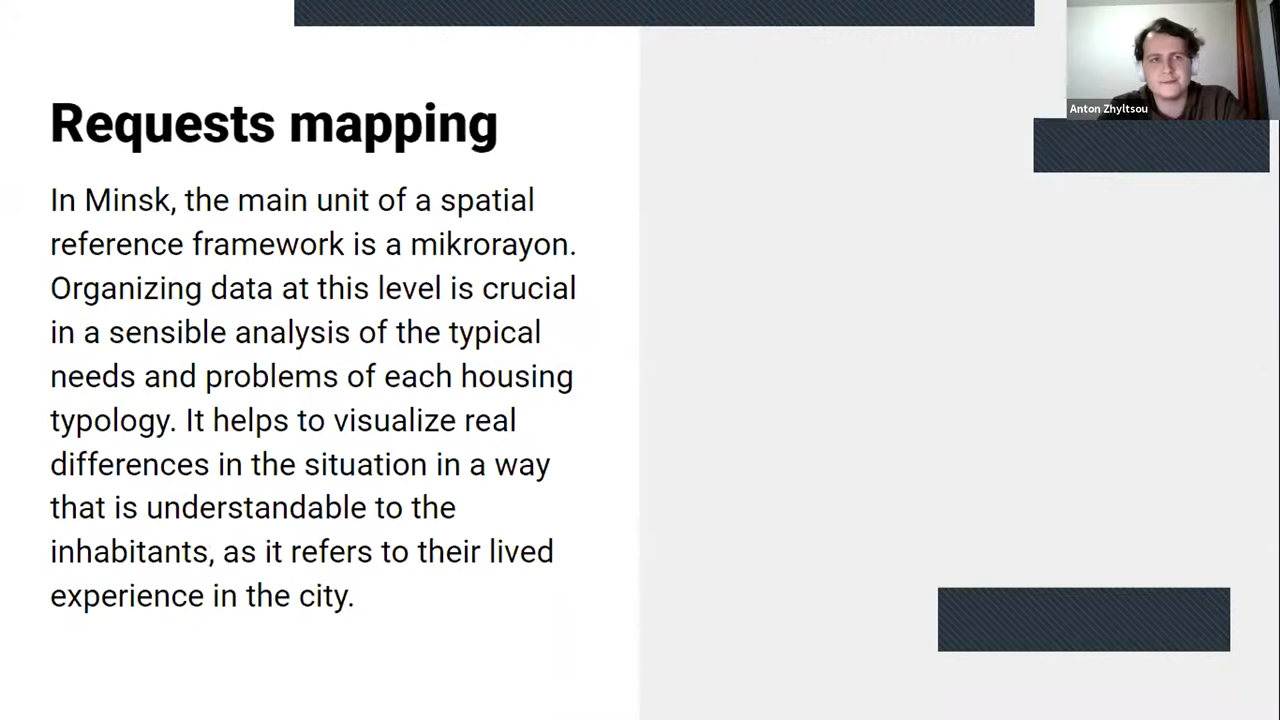 Requests mapping
In Minsk, the main unit of a spatial
reference framework is a mikrorayon.
Organizing data at this level is crucial
in a sensible analysis of the typical
needs and problems of each housing
typology. It helps to visualize real
differences in the situation in a way
that is understandable to the
inhabitants, as it refers to their lived
experience in the city.
Anton Zhyltsou